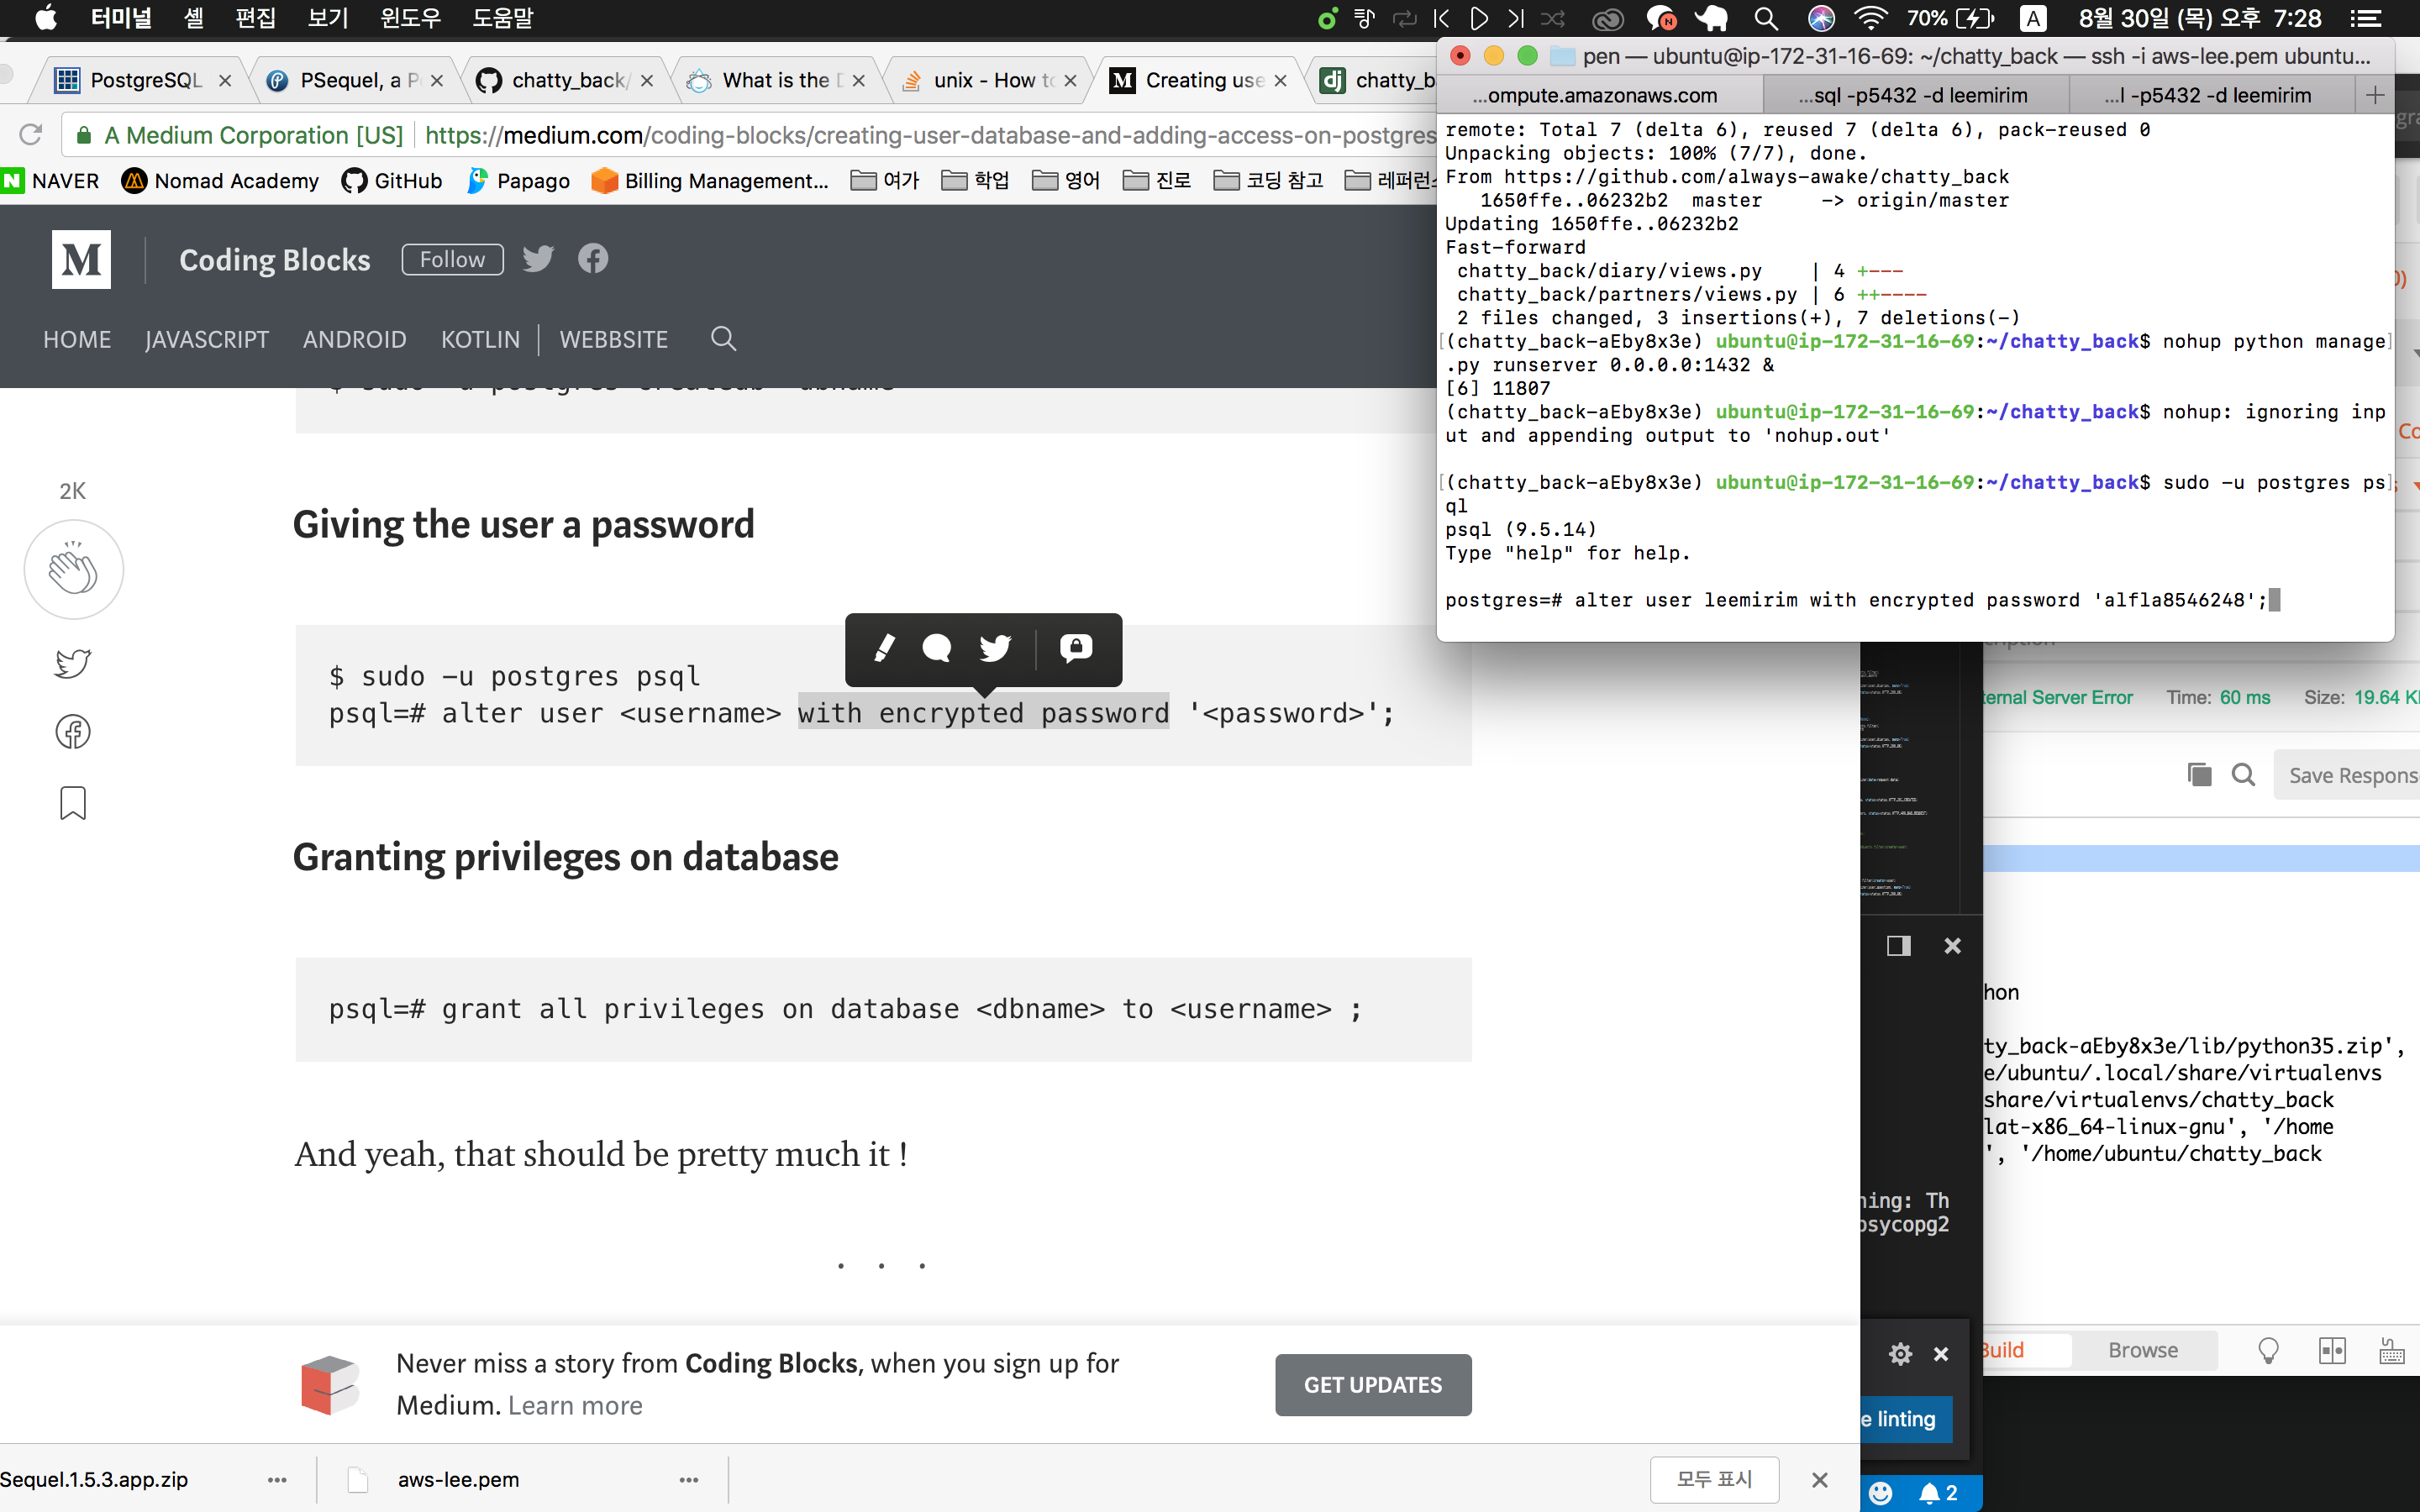 터미널 셸 편집 보기 윈도우 도움말
70% A 8월 30일 (목) 오후 7:28
PostgreSQL
PSequel, a P
chatty_back/
What is the D
unix - How to
Creating use
chatty_b
A Medium Corporation [US] https://medium.com/coding-blocks/creating-user-database-and-adding-access-on-postgres
NAVER Nomad Academy GitHub Papago Billing Management... 여가 학업 영어 진로 코딩 참고 레퍼런
Coding Blocks Follow
HOME JAVASCRIPT ANDROID KOTLIN WEBBSITE
2K
Giving the user a password
$ sudo -u postgres psql
psql=# alter user <username> with encrypted password '<password>';
Granting privileges on database
psql=# grant all privileges on database <dbname> to <username> ;
And yeah, that should be pretty much it !
. . .
Never miss a story from Coding Blocks, when you sign up for
Medium. Learn more
GET UPDATES
Sequel.1.5.3.app.zip
aws-lee.pem
모두 표시
pen — ubuntu@ip-172-31-16-69: ~/chatty_back — ssh -i aws-lee.pem ubuntu...
...ompute.amazonaws.com
...sql -p5432 -d leemirim
...l -p5432 -d leemirim
remote: Total 7 (delta 6), reused 7 (delta 6), pack-reused 0
Unpacking objects: 100% (7/7), done.
From https://github.com/always-awake/chatty_back
1650ffe..06232b2 master -> origin/master
Updating 1650ffe..06232b2
Fast-forward
chatty_back/diary/views.py | 4 +---
chatty_back/partners/views.py | 6 ++----
2 files changed, 3 insertions(+), 7 deletions(-)
[(chatty_back-aEby8x3e) ubuntu@ip-172-31-16-69:~/chatty_back$ nohup python manage]
.py runserver 0.0.0.0:1432 &
[6] 11807
(chatty_back-aEby8x3e) ubuntu@ip-172-31-16-69:~/chatty_back$ nohup: ignoring inp
ut and appending output to 'nohup.out'
[(chatty_back-aEby8x3e) ubuntu@ip-172-31-16-69:~/chatty_back$ sudo -u postgres ps]
ql
psql (9.5.14)
Type "help" for help.
postgres=# alter user leemirim with encrypted password 'alfla8546248';
ternal Server Error Time: 60 ms Size: 19.64 K
Save Respons
hon
ty_back-aEby8x3e/lib/python35.zip',
e/ubuntu/.local/share/virtualenvs
share/virtualenvs/chatty_back
lat-x86_64-linux-gnu', '/home
', '/home/ubuntu/chatty_back
ning: Th
psycopg2
Build Browse
e linting
2